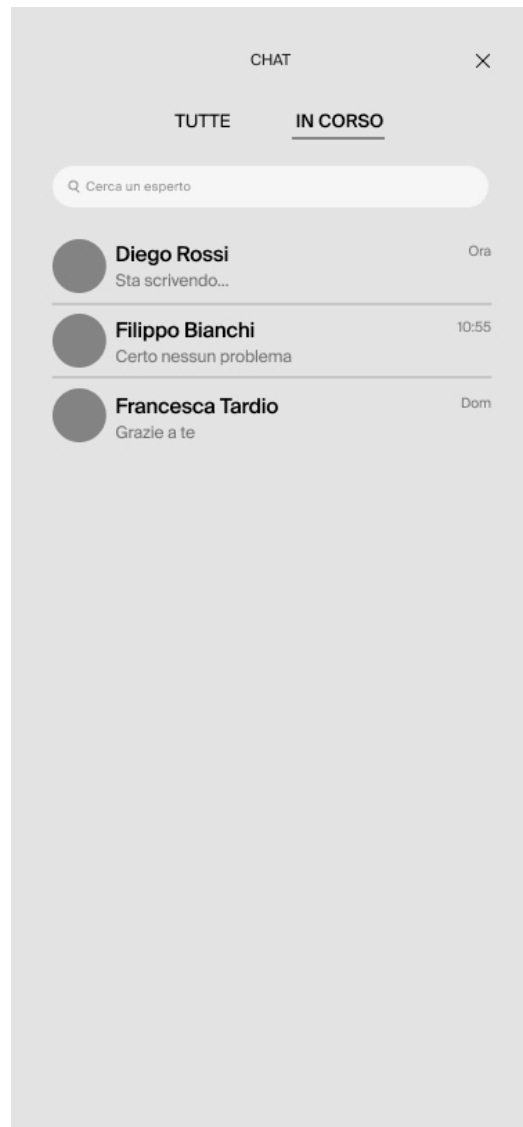 CHAT
TUTTE IN CORSO
Cerca un esperto
Diego Rossi Ora
Sta scrivendo...
Filippo Bianchi 10:55
Certo nessun problema
Francesca Tardio Dom
Grazie a te